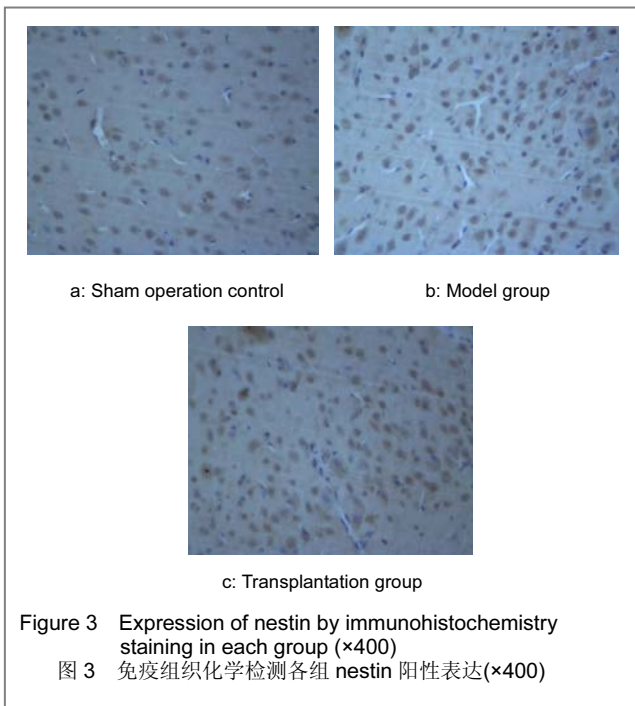 a: Sham operation control
b: Model group
c: Transplantation group
Figure 3 Expression of nestin by immunohistochemistry
staining in each group (×400)
图 3 免疫组织化学检测各组 nestin 阳性表达(×400)